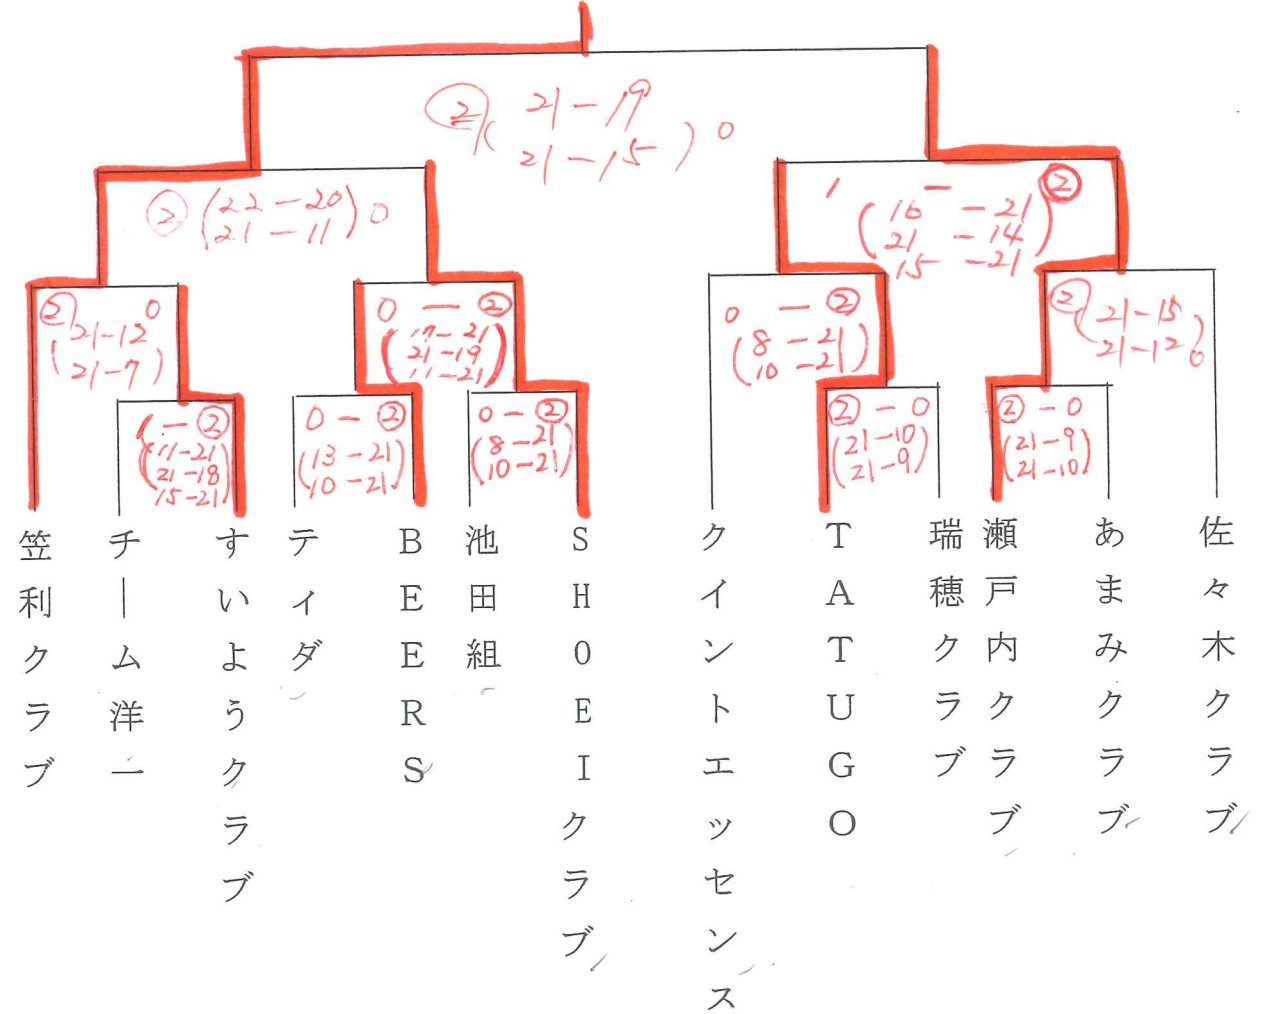 ② ( 21-19
21-15 ) 0
② ( 22-20
21-11 ) 0
1 - ②
( 16-21
21-14
15-21 )
② 0
( 21-12
21-7 )
0 - ②
( 17-21
21-19
11-21 )
0 - ②
( 8-21
10-21 )
② ( 21-15
21-12 ) 0
1 - ②
( 11-21
21-18
15-21 )
0 - ②
( 13-21
10-21 )
0 - ②
( 8-21
10-21 )
② - 0
( 21-10
21-9 )
② - 0
( 21-9
21-10 )
笠利クラブ
チーム洋一
すいようクラブ
ティダ
BEERS
池田組
SHOEIクラブ
クイントエッセンス
TATUGO
瑞穂クラブ
瀬戸内クラブ
あまみクラブ
佐々木クラブ